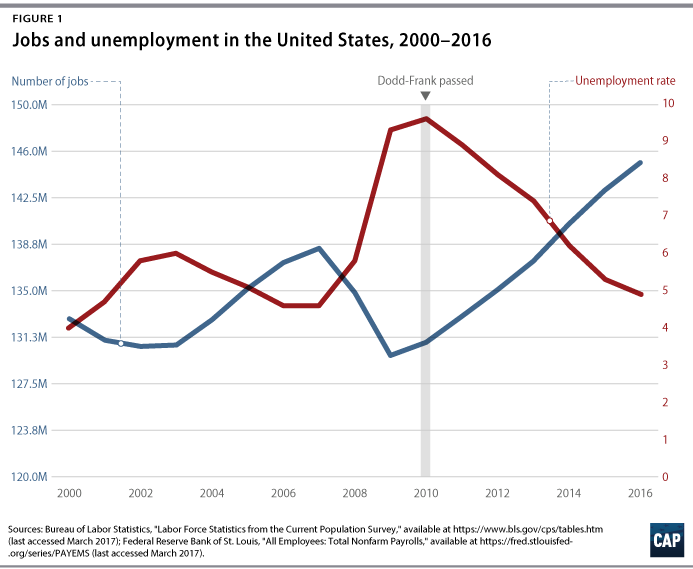 FIGURE 1
Jobs and unemployment in the United States, 2000–2016
Number of jobs
Dodd-Frank passed
Unemployment rate
150.0M
10
146.0M
9
142.5M
8
138.8M
7
135.0M
6
131.3M
5
127.5M
4
123.8M
3
120.0M
2
1
0
2000 2002 2004 2006 2008 2010 2012 2014 2016
Sources: Bureau of Labor Statistics, "Labor Force Statistics from the Current Population Survey," available at https://www.bls.gov/cps/tables.htm
(last accessed March 2017); Federal Reserve Bank of St. Louis, "All Employees: Total Nonfarm Payrolls," available at https://fred.stlouisfed-
.org/series/PAYEMS (last accessed March 2017).
CAP